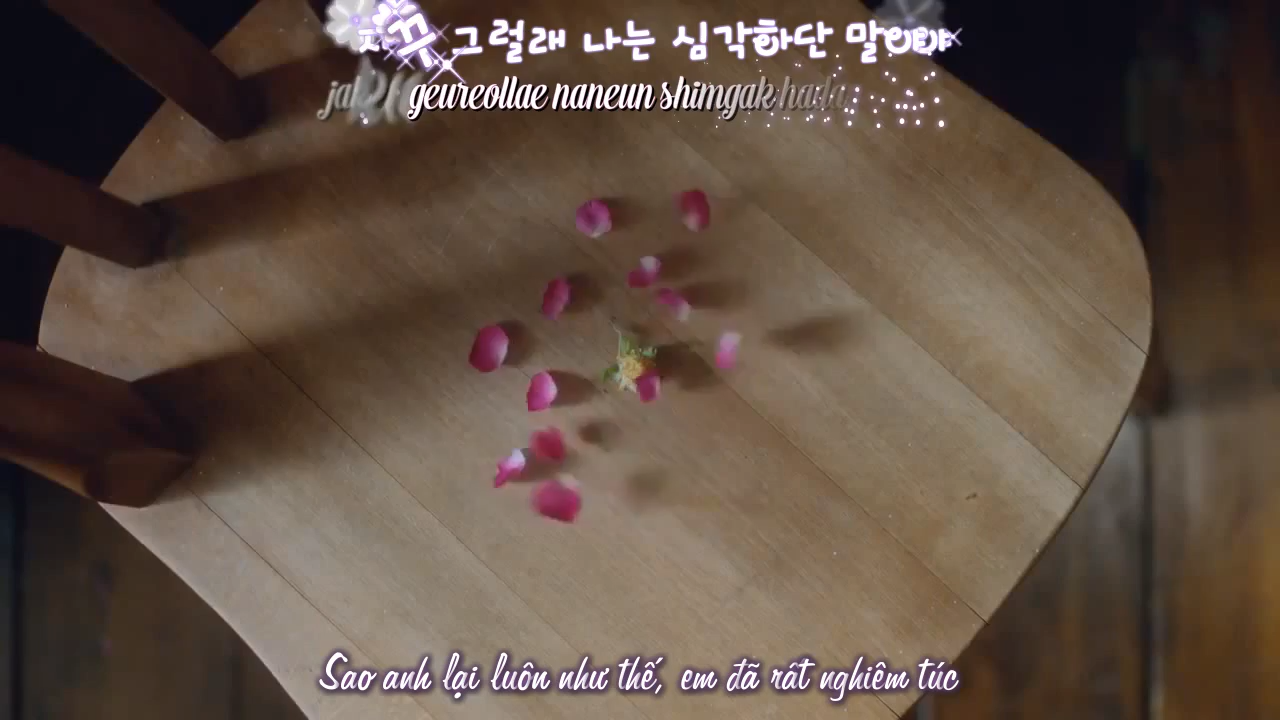 그럴래 나는 심각하단 말이야
geureollae naneun shimgak
Sao anh lại luôn như thế, em đã rất nghiêm túc